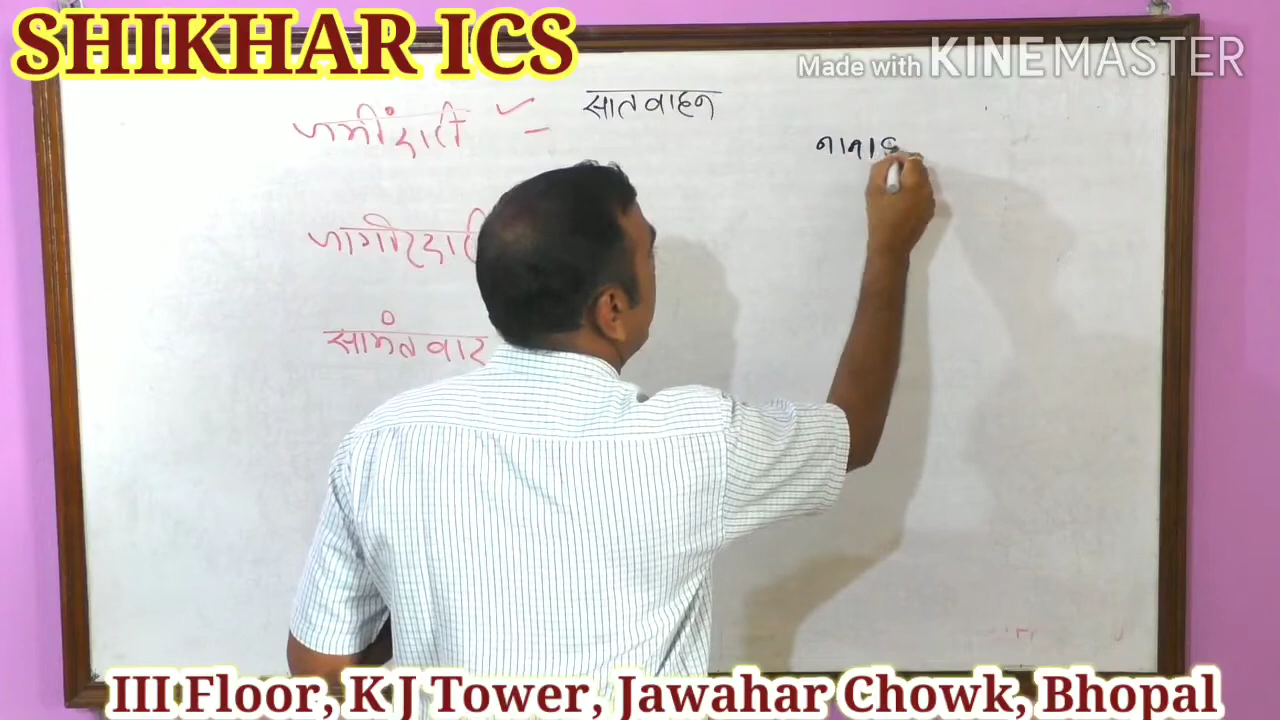 SHIKHAR ICS
Made with KINEMASTER
सातवाहन
जमींदारी -
जागीरदारी
सामंतवाद
III Floor, K J Tower, Jawahar Chowk, Bhopal